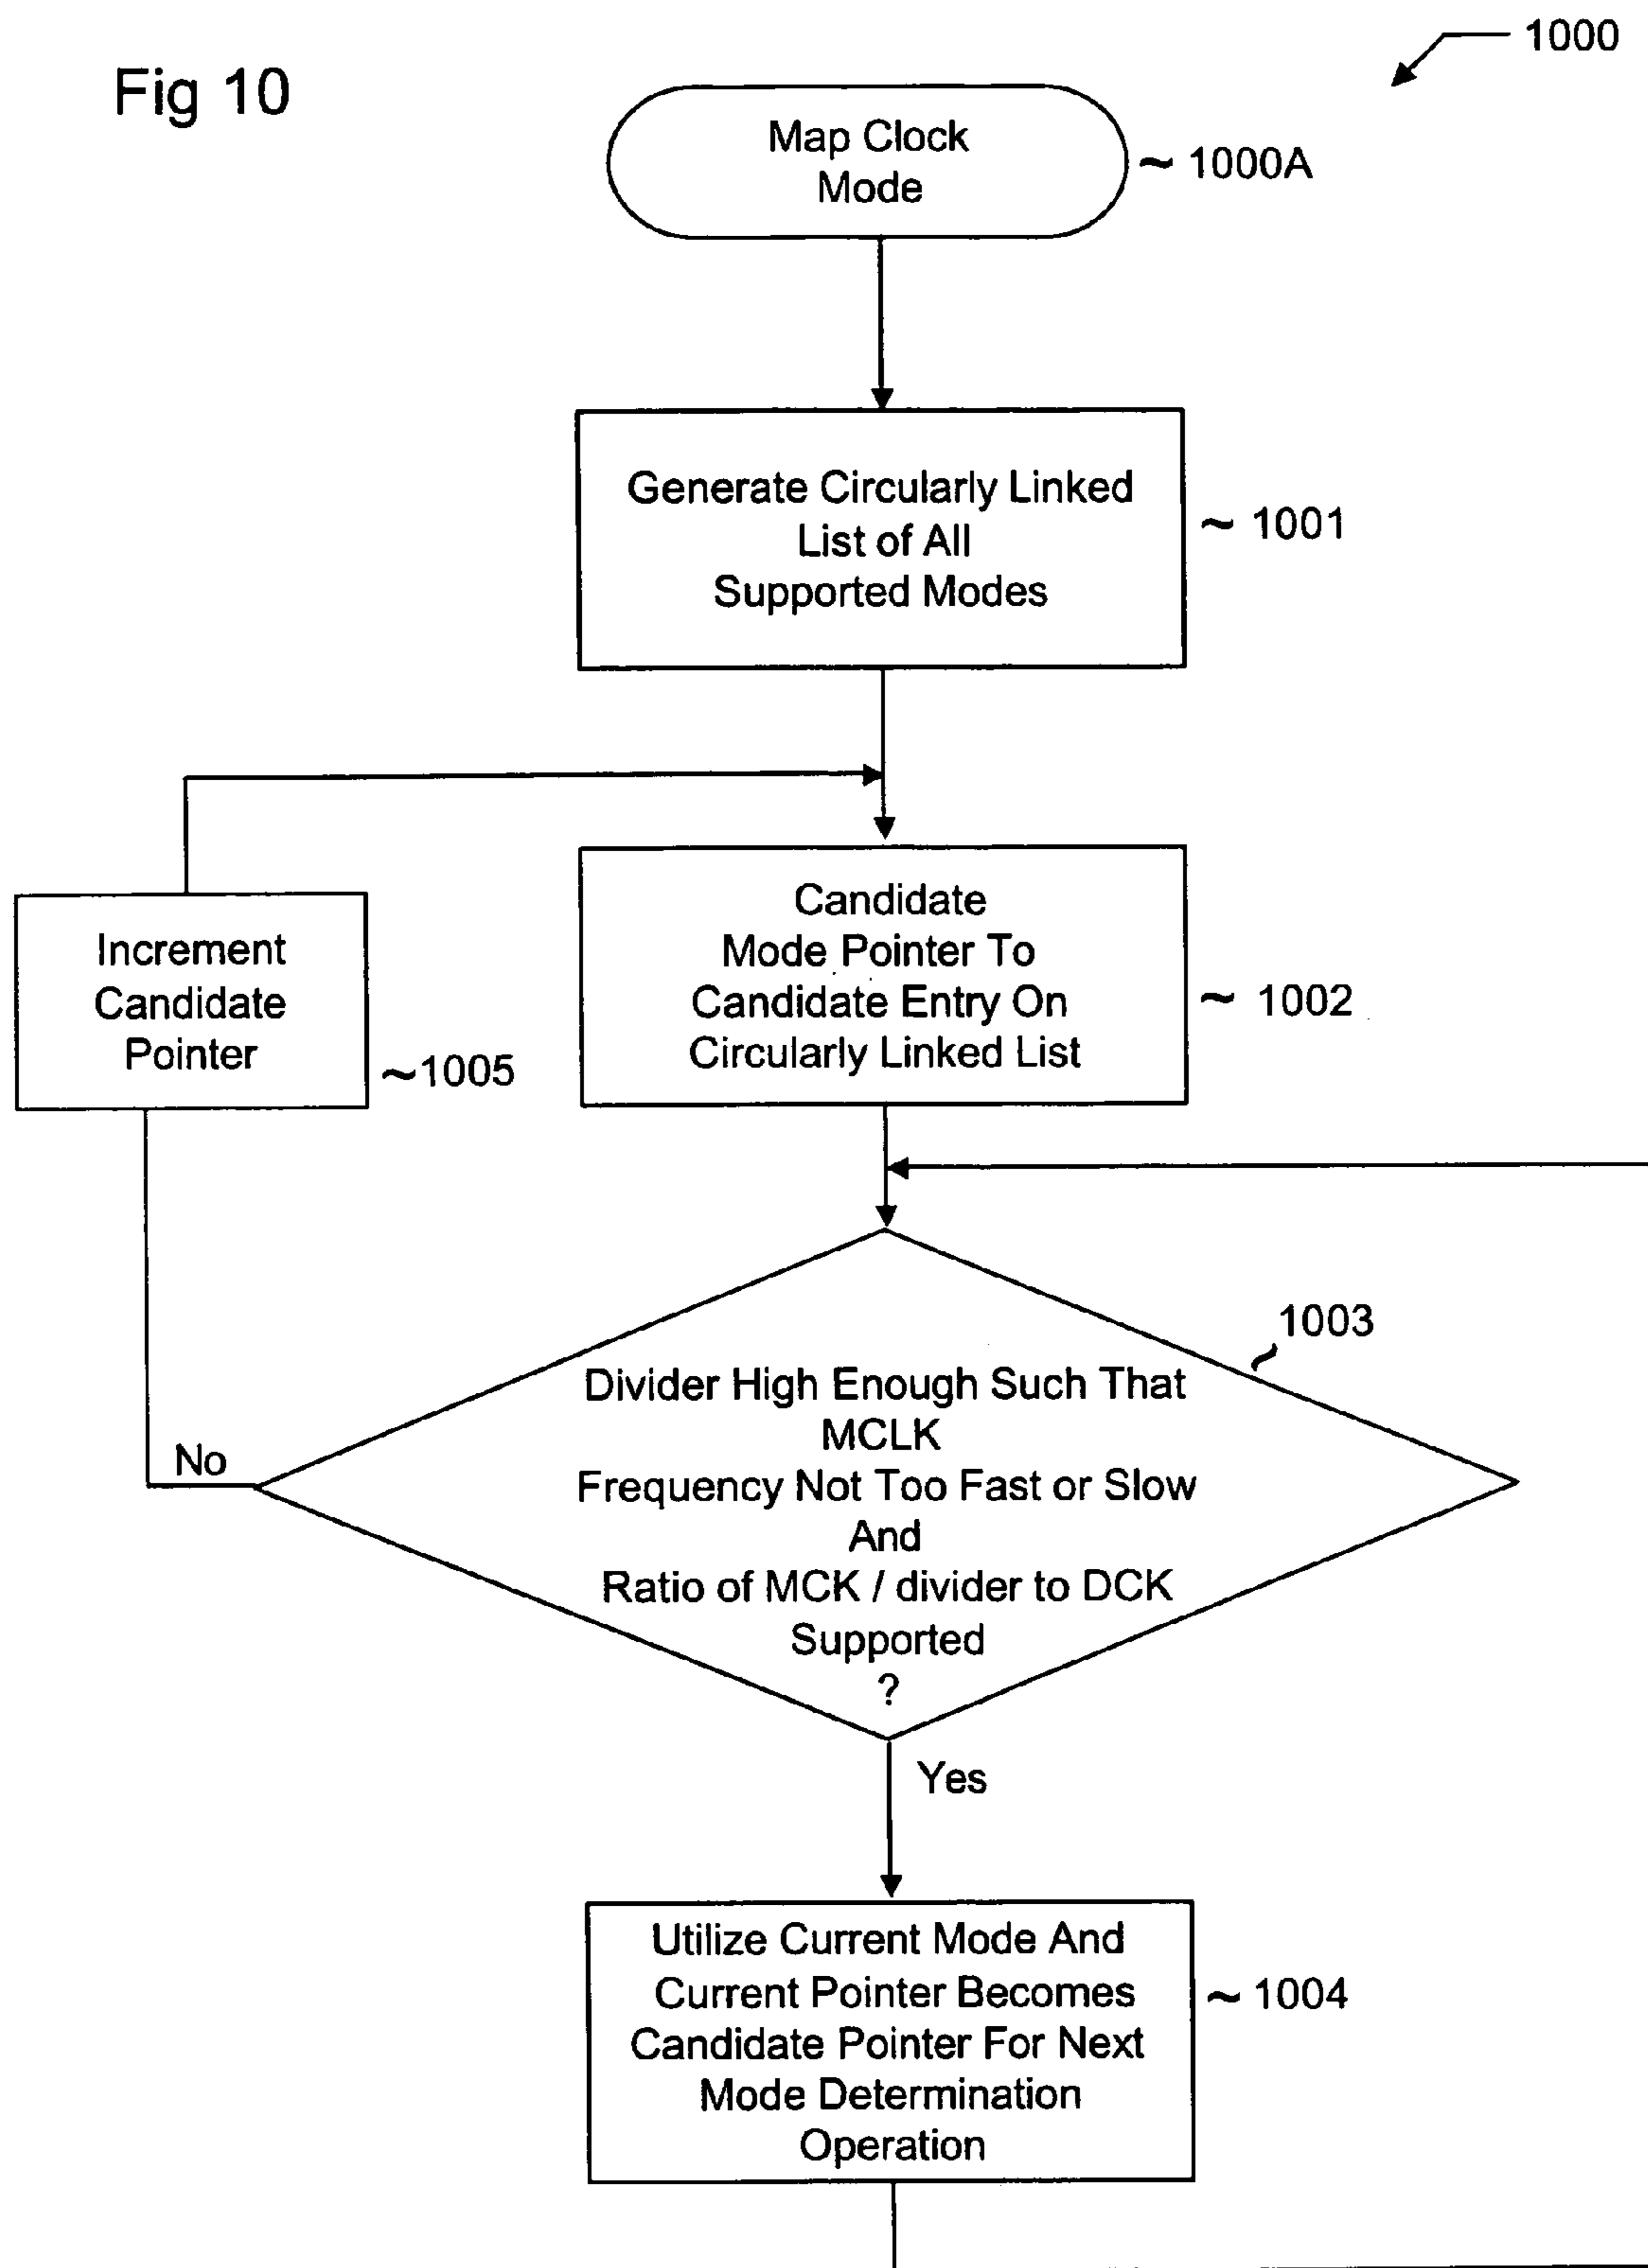 Fig 10
1000
Map Clock
Mode
~ 1000A
Generate Circularly Linked
List of All
Supported Modes
~ 1001
Candidate
Mode Pointer To
Candidate Entry On
Circularly Linked List
~ 1002
Increment
Candidate
Pointer
~1005
1003
Divider High Enough Such That
MCLK
Frequency Not Too Fast or Slow
And
Ratio of MCK / divider to DCK
Supported
?
No
Yes
Utilize Current Mode And
Current Pointer Becomes
Candidate Pointer For Next
Mode Determination
Operation
~ 1004